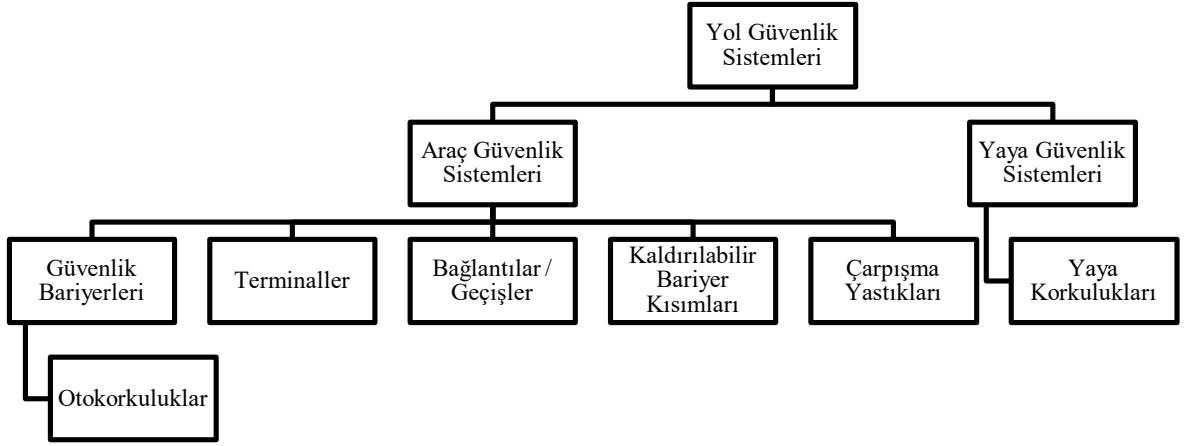 Yol Güvenlik
Sistemleri
Araç Güvenlik
Sistemleri
Yaya Güvenlik
Sistemleri
Güvenlik
Bariyerleri
Terminaller
Bağlantılar /
Geçişler
Kaldırılabilir
Bariyer
Kısımları
Çarpışma
Yastıkları
Yaya
Korkulukları
Otokorkuluklar